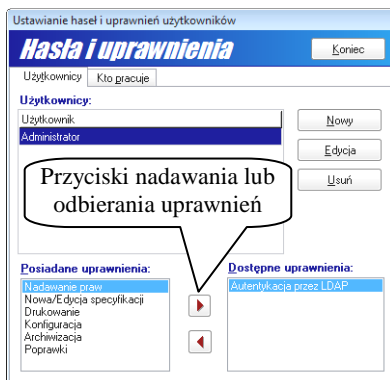 Ustawianie haseł i uprawnień użytkowników
Hasła i uprawnienia
Koniec
Użytkownicy
Kto pracuje
Użytkownicy:
Użytkownik
Administrator
Nowy
Edycja
Usuń
Przyciski nadawania lub
odbierania uprawnień
Posiadane uprawnienia:
Dostępne uprawnienia:
Nadawanie praw
Nowa/Edycja specyfikacji
Drukowanie
Konfiguracja
Archiwizacja
Poprawki
Autentykacja przez LDAP